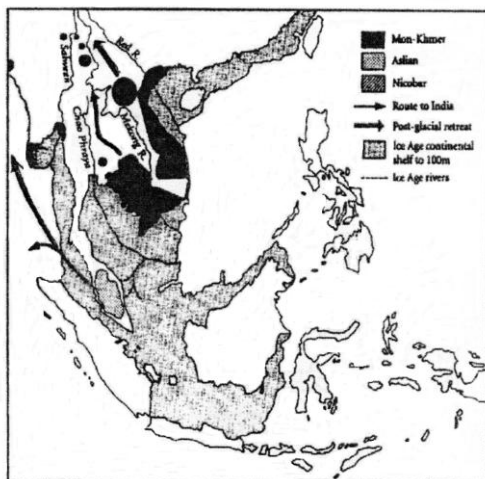 Red R.
Salween
Chao Phraya
Mekong R.
Mon-Khmer
Aslian
Nicobar
Route to India
Post-glacial retreat
Ice Age continental
shelf to 100m
Ice Age rivers